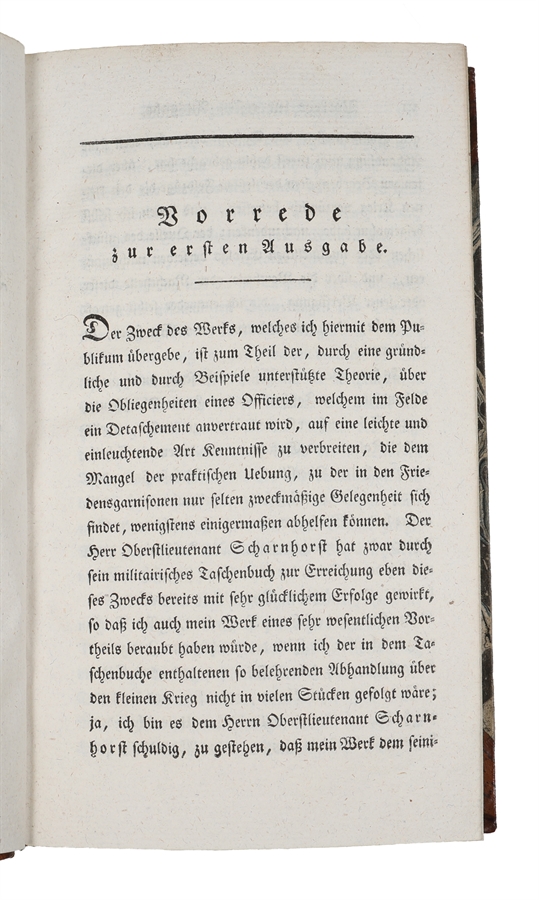 Vorrede
zur ersten Ausgabe.
Der Zweck des Werks, welches ich hiermit dem Pu-
blikum übergebe, ist zum Theil der, durch eine gründ-
liche und durch Beispiele unterstützte Theorie, über
die Obliegenheiten eines Officiers, welchem im Felde
ein Detaschement anvertraut wird, auf eine leichte und
einleuchtende Art Kenntnisse zu verbreiten, die dem
Mangel der praktischen Uebung, zu der in den Frie-
densgarnisonen nur selten zweckmäßige Gelegenheit sich
findet, wenigstens einigermaßen abhelfen können. Der
Herr Oberstlieutenant Scharnhorst hat zwar durch
sein militairisches Taschenbuch zur Erreichung eben die-
ses Zwecks bereits mit sehr glücklichem Erfolge gewirkt,
so daß ich auch mein Werk eines sehr wesentlichen Vor-
theils beraubt haben würde, wenn ich der in dem Ta-
schenbuche enthaltenen so belehrenden Abhandlung über
den kleinen Krieg nicht in vielen Stücken gefolgt wäre;
ja, ich bin es dem Herrn Oberstlieutenant Scharn-
horst schuldig, zu gestehen, daß mein Werk dem seini-